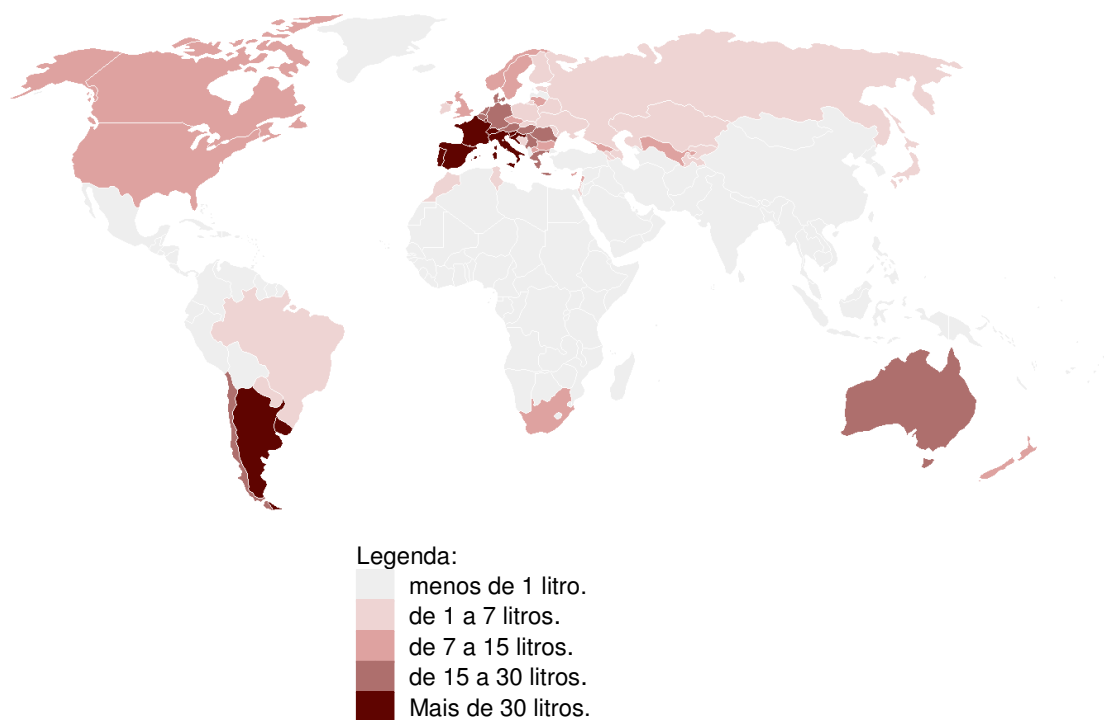 Legenda:
menos de 1 litro.
de 1 a 7 litros.
de 7 a 15 litros.
de 15 a 30 litros.
Mais de 30 litros.